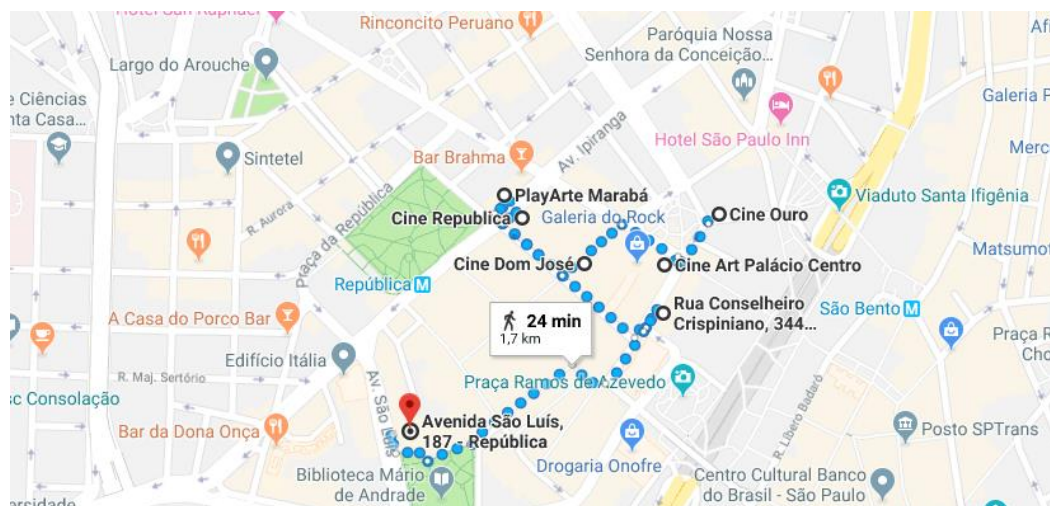 Hotel San Raphael
Rinconcito Peruano
Largo do Arouche
Paróquia Nossa
Senhora da Conceição...
Galeria P
e Ciências
nta Casa...
Sintetel
Bar Brahma
Av. Ipiranga
Hotel São Paulo Inn
Merc
PlayArte Marabá
Viaduto Santa Ifigênia
R. Aurora
Praça da República
Cine Republica
Galeria do Rock
Cine Ouro
Matsumot
República M
Cine Dom José
Cine Art Palácio Centro
A Casa do Porco Bar
24 min
1,7 km
Rua Conselheiro
Crispiniano, 344...
São Bento M
Praça R
Cho
Edifício Itália
R. Maj. Sertório
Praça Ramos de Azevedo
sc Consolação
Av. São Luís
Avenida São Luís,
187 - República
R. Líbero Badaró
Posto SPTrans
Bar da Dona Onça
Drogaria Onofre
Biblioteca Mário
de Andrade
Centro Cultural Banco
do Brasil - São Paulo